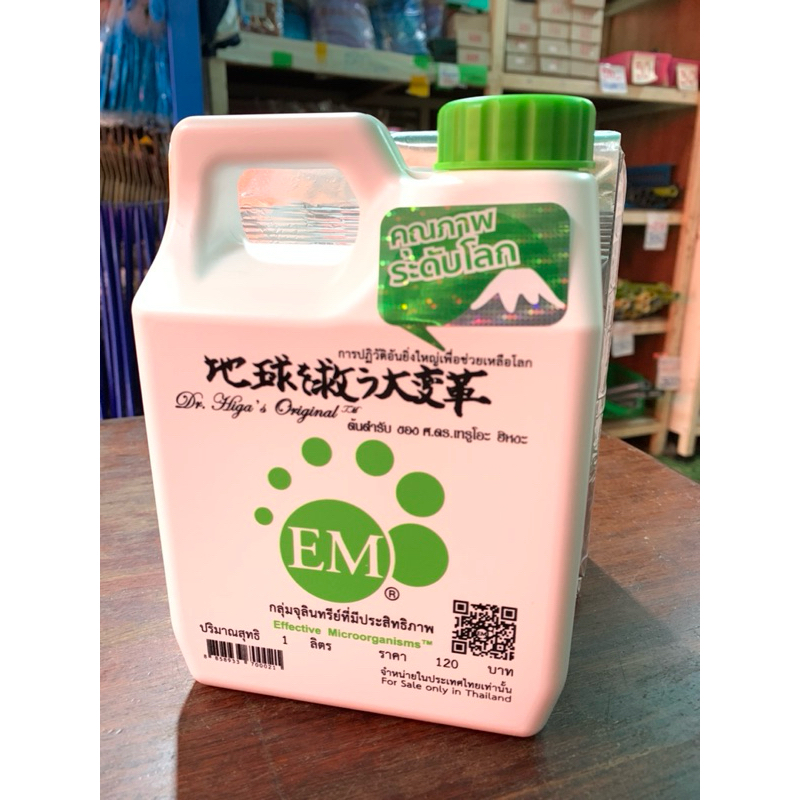 คุณภาพ
ระดับโลก
การปฏิวัติอันยิ่งใหญ่เพื่อช่วยเหลือโลก
地球を救う大変革
Dr. Higa's Original™
ต้นตำรับ ของ ศ.ดร.เทรูโอะ ฮิหงะ
EM®
กลุ่มจุลินทรีย์ที่มีประสิทธิภาพ
Effective Microorganisms™
ปริมาณสุทธิ 1 ลิตร ราคา 120 บาท
จำหน่ายในประเทศไทยเท่านั้น
For Sale only in Thailand